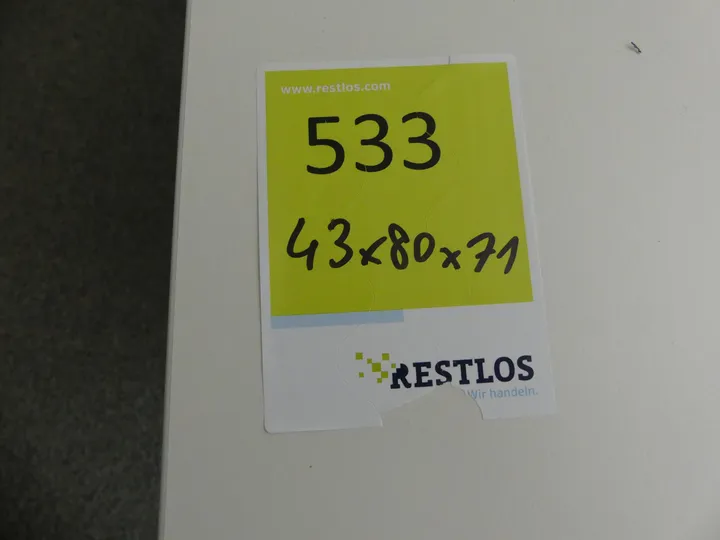 www.restlos.com
533
43x80x71
RESTLOS
Wir handeln.